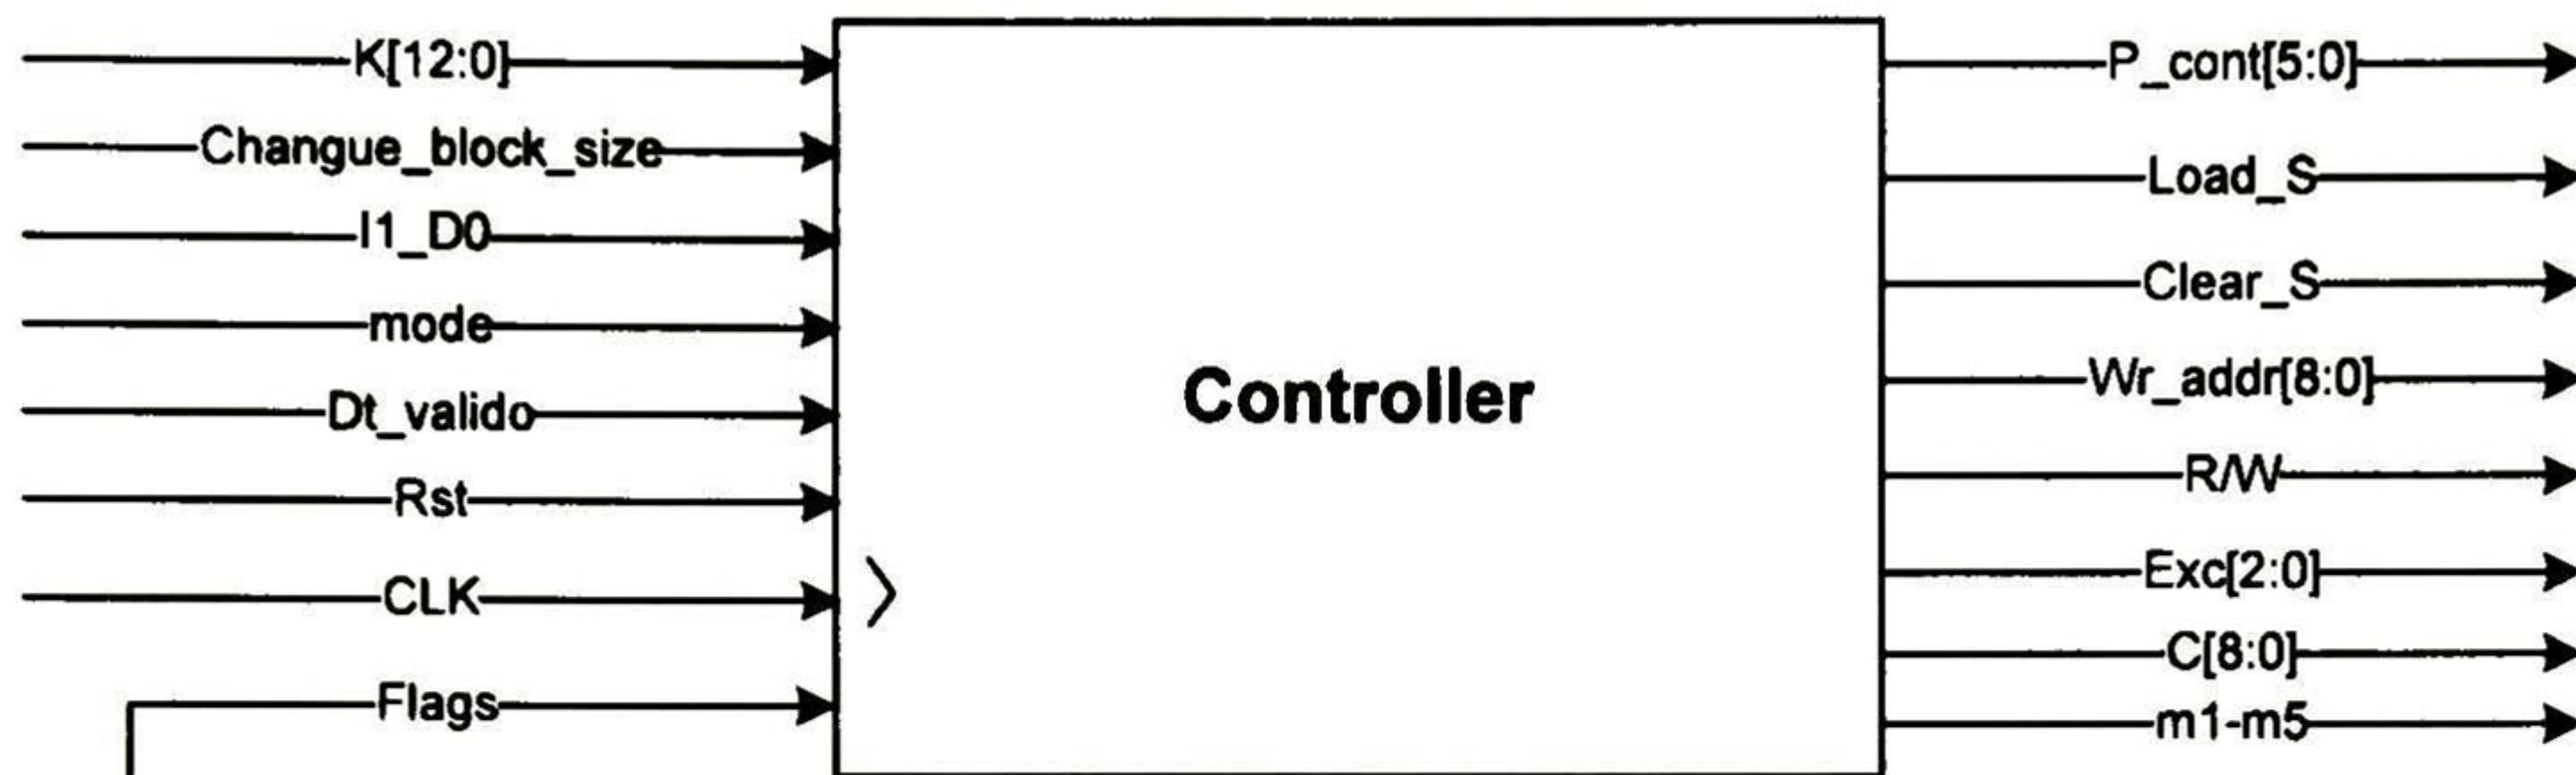 K[12:0]
Changue_block_size
I1_D0
mode
Dt_valido
Rst
CLK
Flags
Controller
P_cont[5:0]
Load_S
Clear_S
Wr_addr[8:0]
R/W
Exc[2:0]
C[8:0]
m1-m5